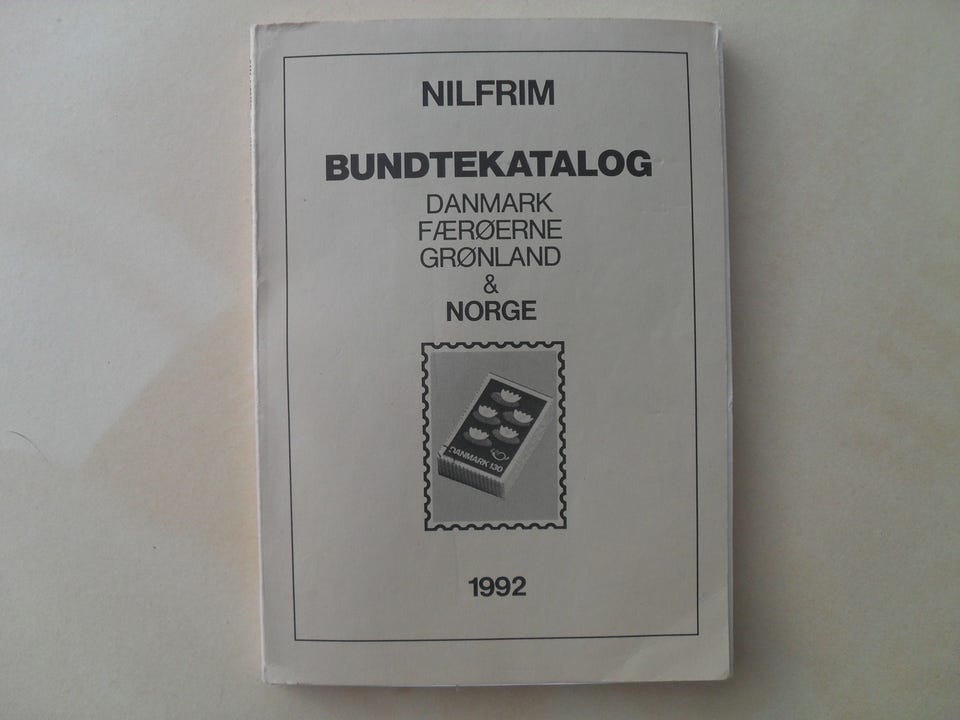 NILFRIM
BUNDTEKATALOG
DANMARK
FÆRØERNE
GRØNLAND
&
NORGE
DANMARK 130
1992